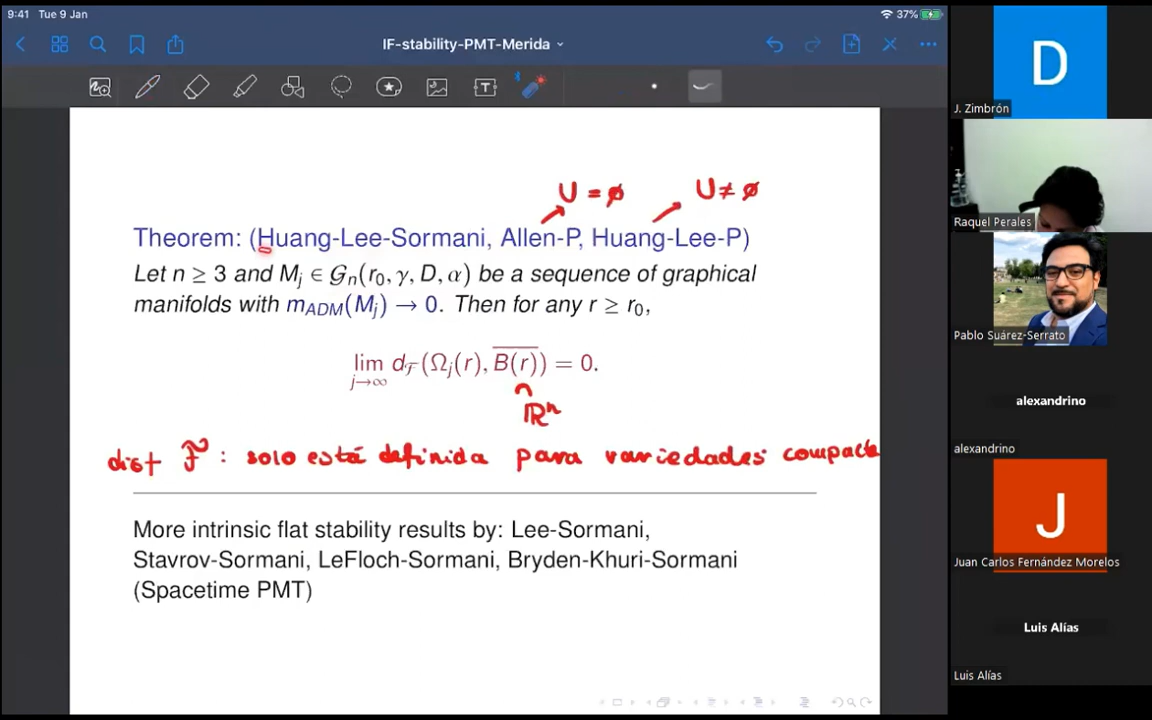 9:41 Tue 9 Jan
37%
IF-stability-PMT-Merida
U = ∅
U ≠ ∅
Theorem: (Huang-Lee-Sormani, Allen-P, Huang-Lee-P)
Let n ≥ 3 and M_j ∈ 𝒢_n(r_0, γ, D, α) be a sequence of graphical
manifolds with m_ADM(M_j) → 0. Then for any r ≥ r_0,
lim_{j→∞} d_ℱ(Ω_j(r), \overline{B(r)}) = 0.
ℝⁿ
dist ℱ : solo está definida para variedades compacta
More intrinsic flat stability results by: Lee-Sormani,
Stavrov-Sormani, LeFloch-Sormani, Bryden-Khuri-Sormani
(Spacetime PMT)
D
J. Zimbrón
Raquel Perales
Pablo Suárez-Serrato
alexandrino
alexandrino
J
Juan Carlos Fernández Morelos
Luis Alías
Luis Alías